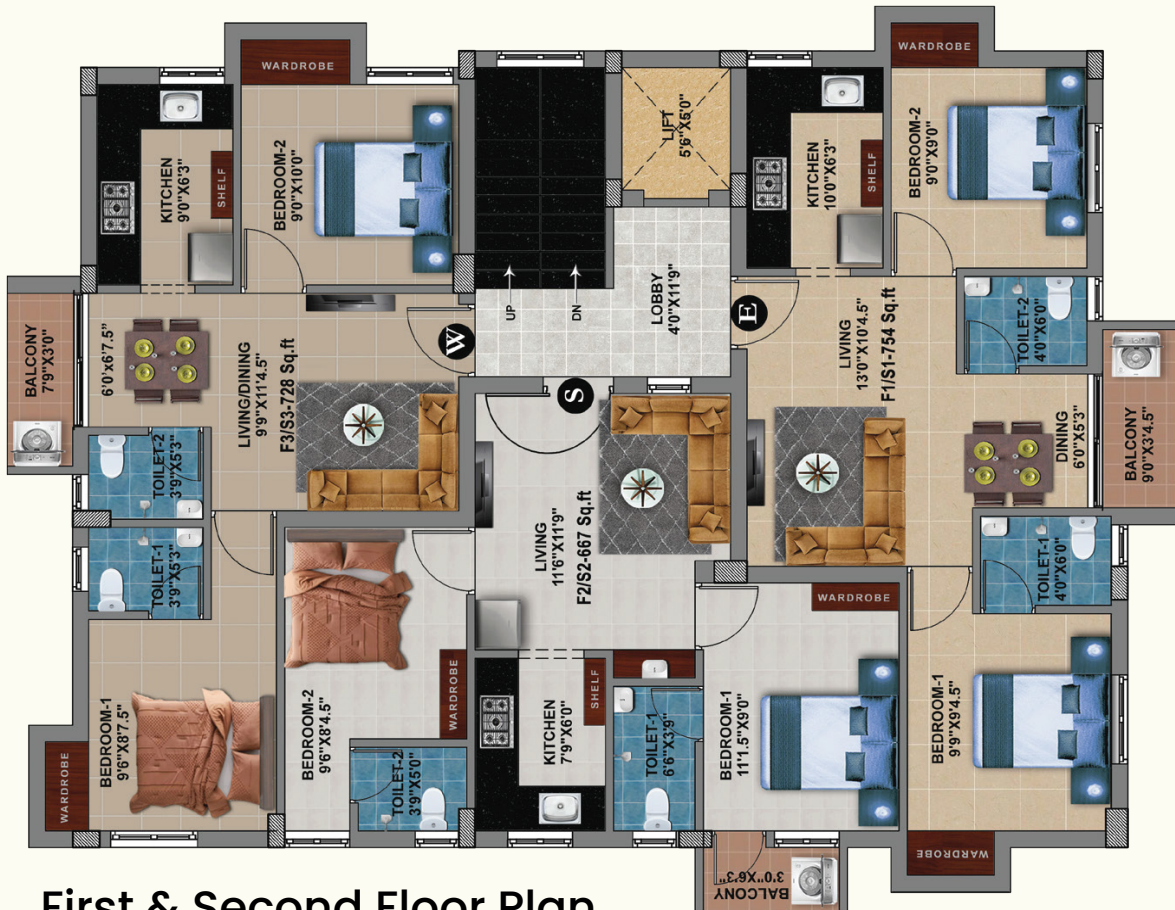 WARDROBE
KITCHEN
9'0"X6'3"
SHELF
BEDROOM-2
9'0"X10'0"
LIFT
5'6"X5'0"
KITCHEN
10'0"X6'3"
SHELF
WARDROBE
BEDROOM-2
9'0"X9'0"
BALCONY
7'9"X3'0"
6'0'x6'7.5"
LIVING/DINING
9'9"X11'4.5"
F3/S3-728 Sq.ft
W
UP
DN
LOBBY
4'0"X11'9"
E
LIVING
13'0"X10'4.5"
F1/S1-754 Sq.ft
TOILET-2
4'0"X6'0"
DINING
6'0"X5'3"
BALCONY
9'0"X3'4.5"
TOILET-2
3'9"X5'3"
TOILET-1
3'9"X5'3"
S
LIVING
11'6"X11'9"
F2/S2-667 Sq.ft
TOILET-1
4'0"X6'0"
WARDROBE
BEDROOM-1
9'6"X8'7.5"
WARDROBE
BEDROOM-2
9'6"X8'4.5"
WARDROBE
TOILET-2
3'9"X5'0"
KITCHEN
7'9"X6'0"
SHELF
TOILET-1
6'6"X3'9"
BEDROOM-1
11'1.5"X9'0"
BEDROOM-1
9'9"X9'4.5"
WARDROBE
BALCONY
3'0"X6'3"
First & Second Floor Plan